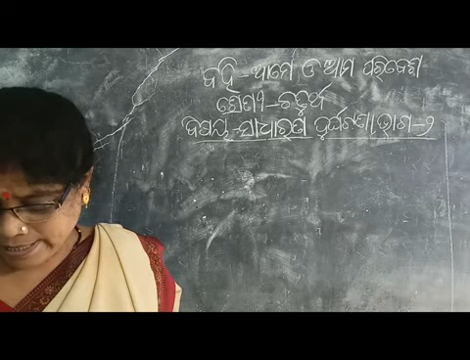 ବହି - ଆମେ ଓ ଆମ ପରିବେଶ
ଶ୍ରେଣୀ - ଚତୁର୍ଥ
ବିଷୟ - ସାଧାରଣ ଦୁର୍ଘଟଣା, ଭାଗ - ୨